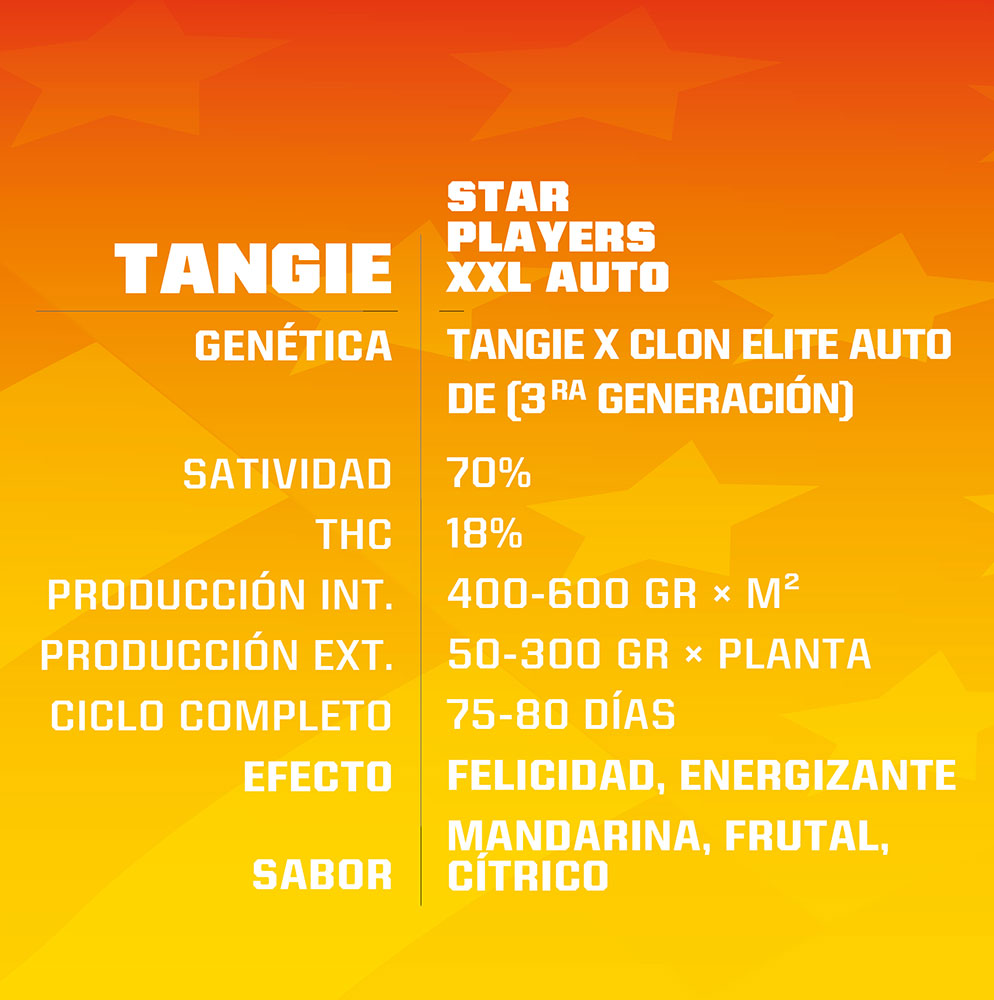 TANGIE
STAR
PLAYERS
XXL AUTO
GENÉTICA
TANGIE X CLON ELITE AUTO
DE (3RA GENERACIÓN)
SATIVIDAD
70%
THC
18%
PRODUCCIÓN INT.
400-600 GR × M²
PRODUCCIÓN EXT.
50-300 GR × PLANTA
CICLO COMPLETO
75-80 DÍAS
EFECTO
FELICIDAD, ENERGIZANTE
SABOR
MANDARINA, FRUTAL,
CÍTRICO